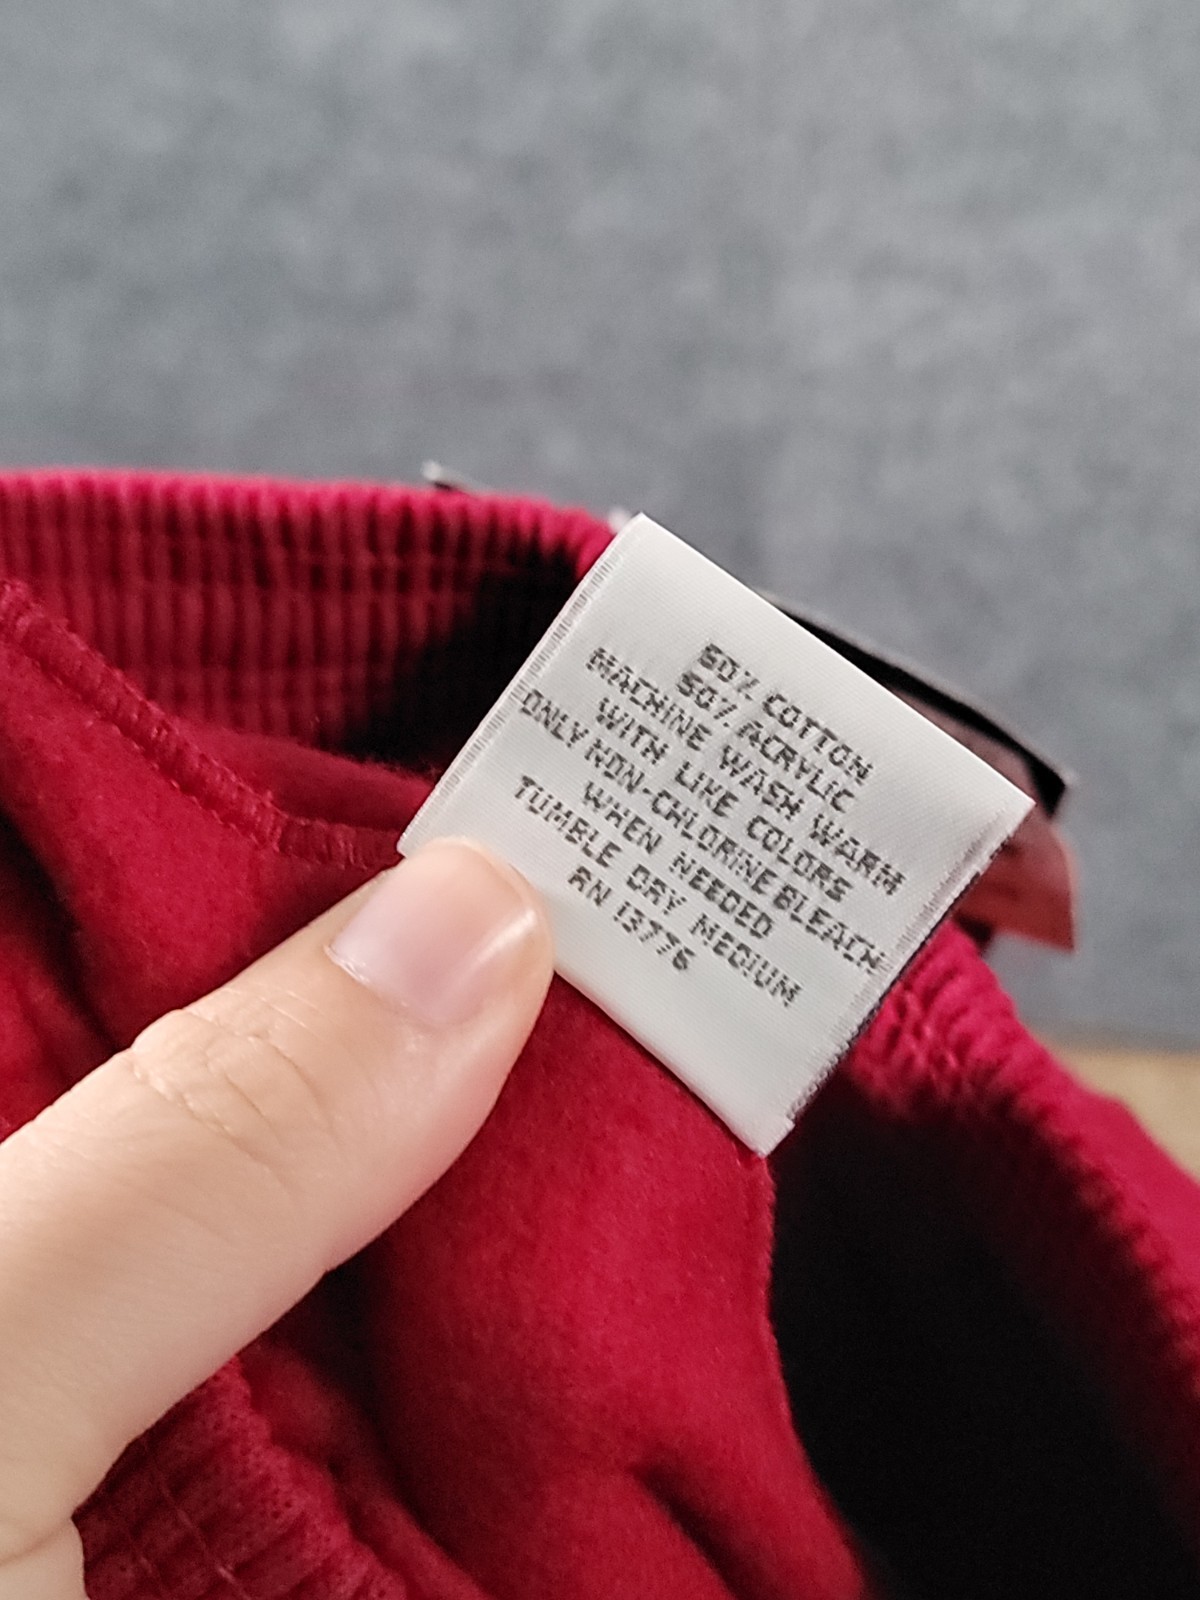 50% COTTON
50% ACRYLIC
MACHINE WASH WARM
WITH LIKE COLORS
ONLY NON-CHLORINE BLEACH
WHEN NEEDED
TUMBLE DRY MEDIUM
RN 13776